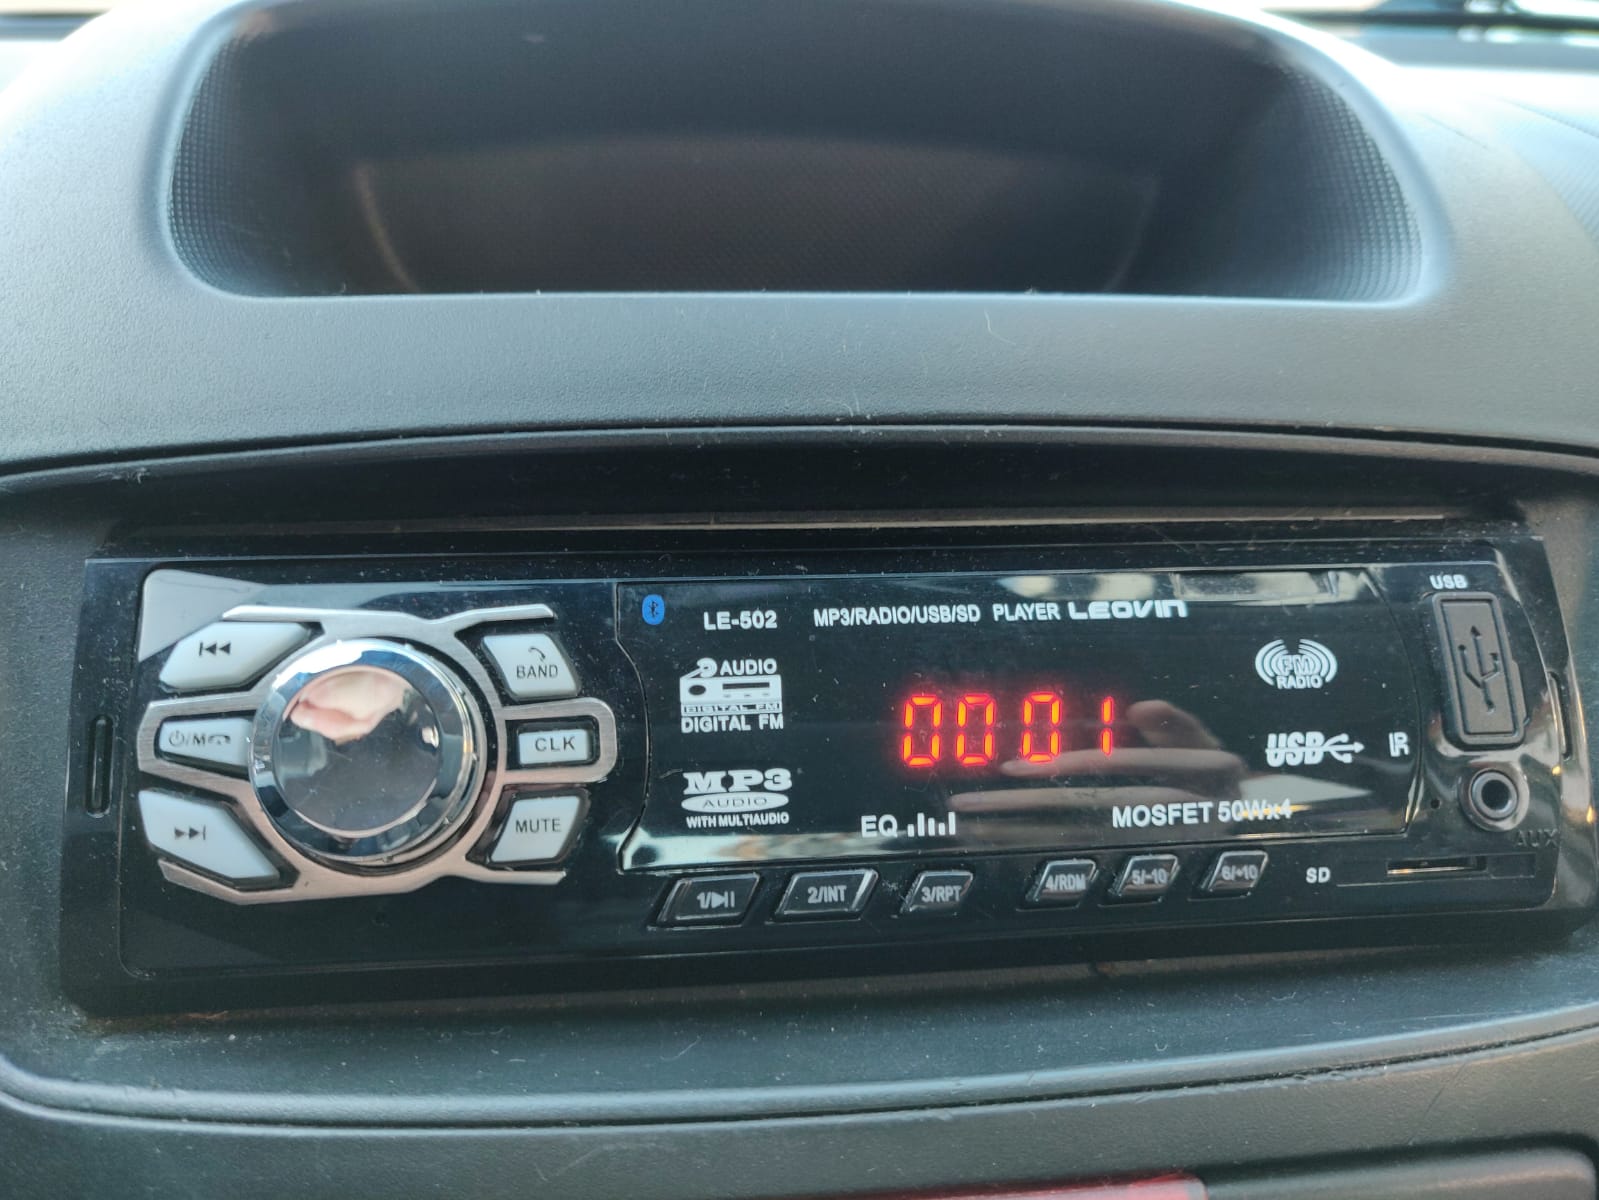 USB
LE-502 MP3/RADIO/USB/SD PLAYER LEOVIN
BAND
AUDIO
DIGITAL FM
DIGITAL FM
FM
RADIO
0001
/M
CLK
USB
IR
MP3
AUDIO
WITH MULTIAUDIO
EQ
MOSFET 50Wx4
MUTE
AUX
1/
2/INT
3/RPT
4/RDM
5/-10
6/+10
SD